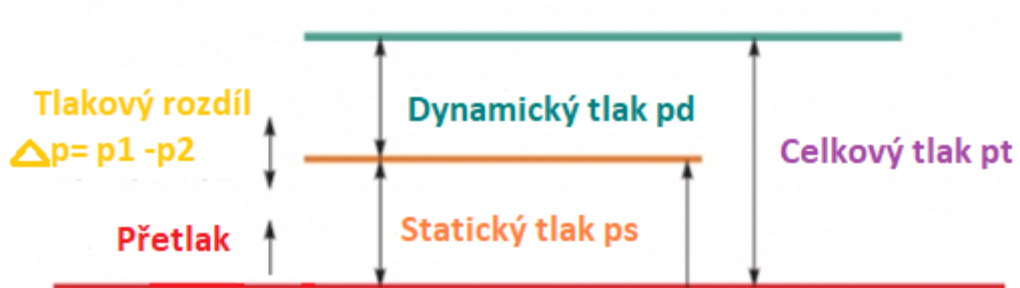 Tlakový rozdíl
△p= p1 -p2
Dynamický tlak pd
Celkový tlak pt
Statický tlak ps
Přetlak